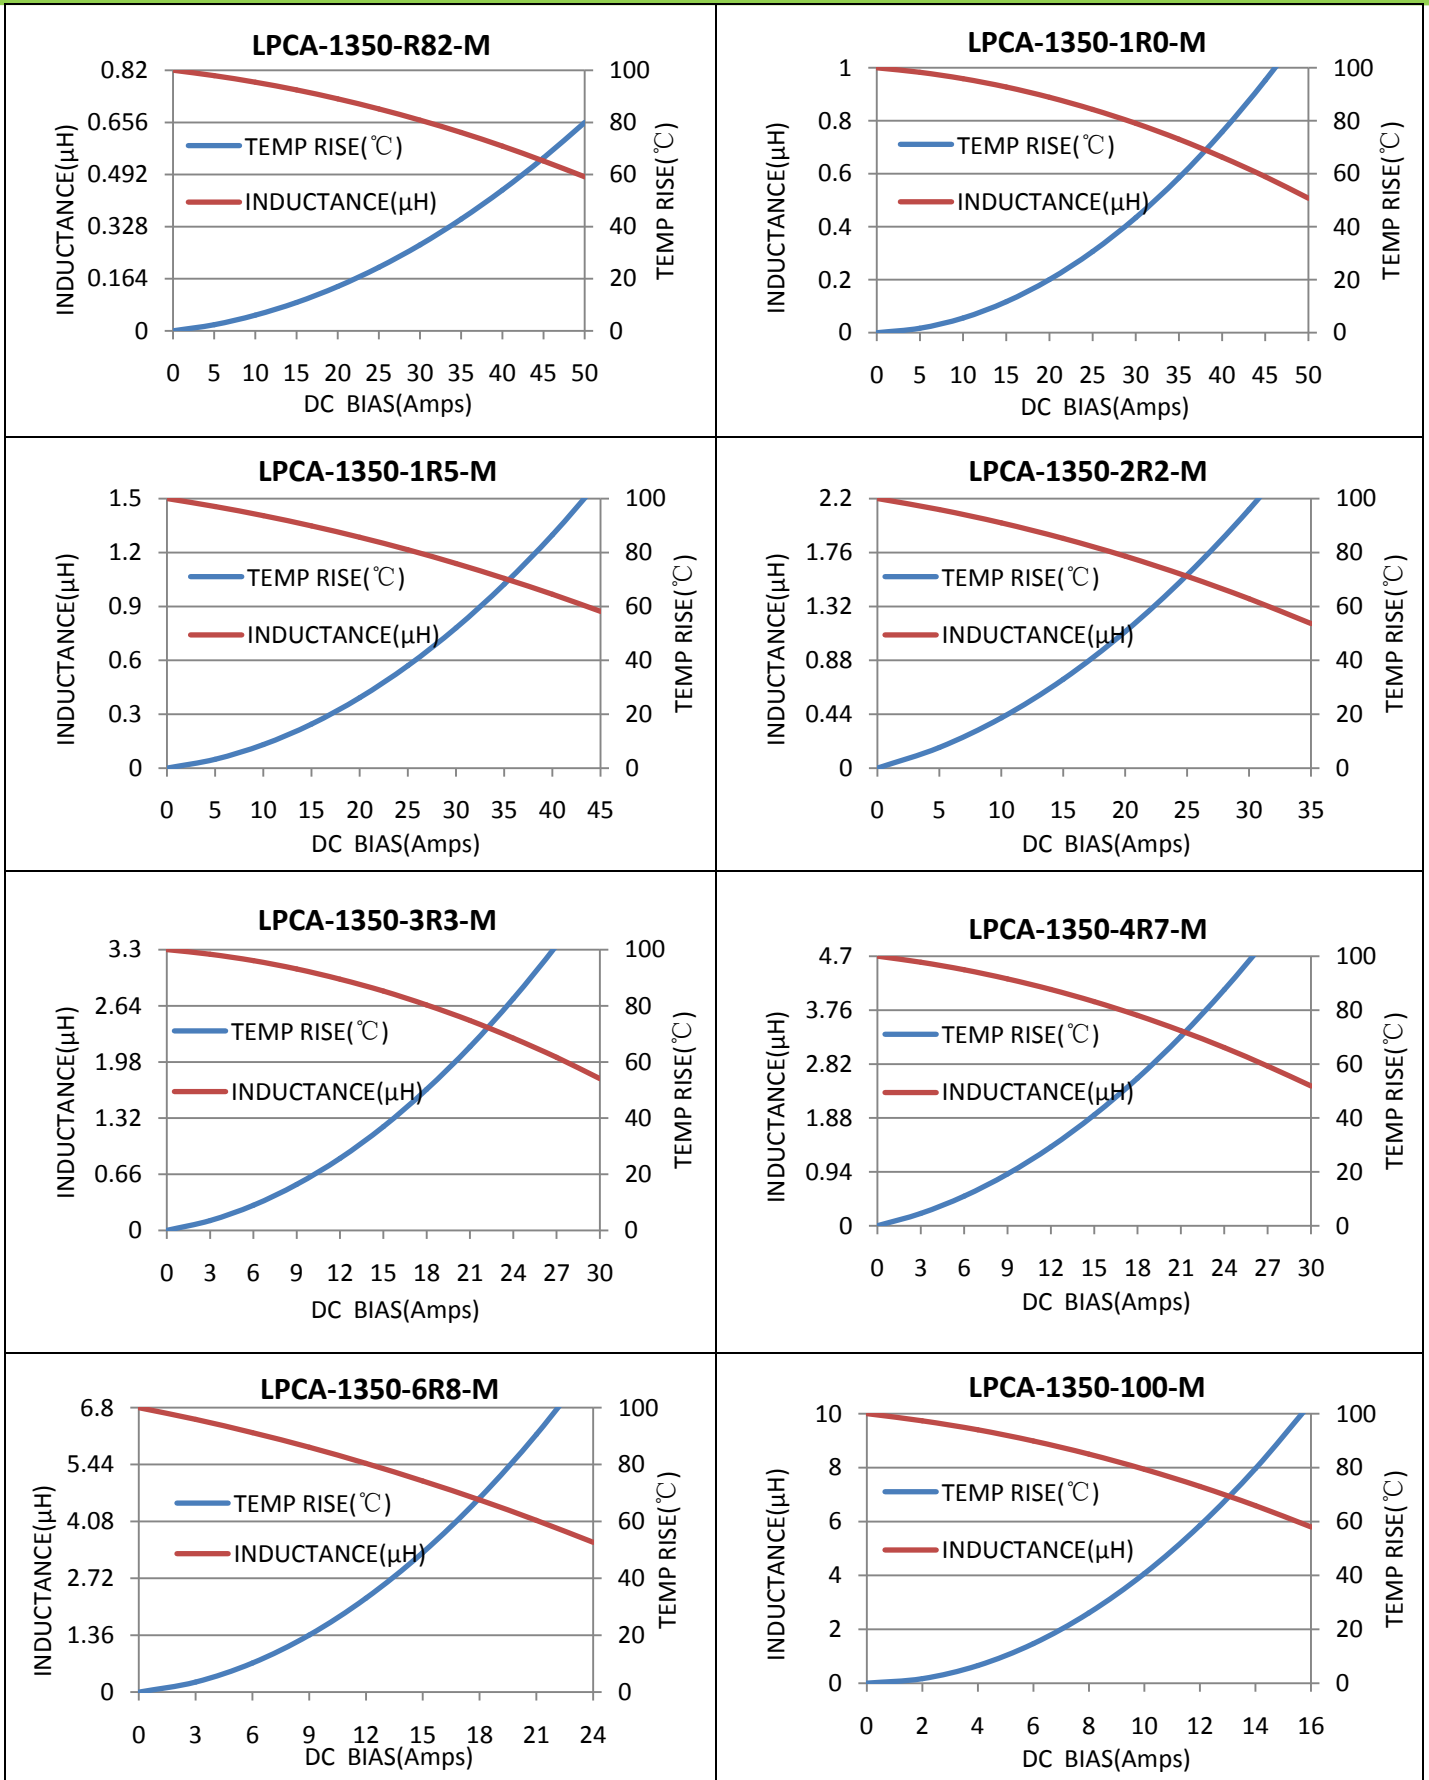 LPCA-1350-R82-M
0.82
0.656
0.492
0.328
0.164
0
100
80
60
40
20
0
INDUCTANCE(µH)
TEMP RISE(℃)
TEMP RISE(℃)
INDUCTANCE(µH)
0 5 10 15 20 25 30 35 40 45 50
DC BIAS(Amps)
LPCA-1350-1R0-M
1
0.8
0.6
0.4
0.2
0
100
80
60
40
20
0
INDUCTANCE(µH)
TEMP RISE(℃)
TEMP RISE(℃)
INDUCTANCE(µH)
0 5 10 15 20 25 30 35 40 45 50
DC BIAS(Amps)
LPCA-1350-1R5-M
1.5
1.2
0.9
0.6
0.3
0
100
80
60
40
20
0
INDUCTANCE(µH)
TEMP RISE(℃)
TEMP RISE(℃)
INDUCTANCE(µH)
0 5 10 15 20 25 30 35 40 45
DC BIAS(Amps)
LPCA-1350-2R2-M
2.2
1.76
1.32
0.88
0.44
0
100
80
60
40
20
0
INDUCTANCE(µH)
TEMP RISE(℃)
TEMP RISE(℃)
INDUCTANCE(µH)
0 5 10 15 20 25 30 35
DC BIAS(Amps)
LPCA-1350-3R3-M
3.3
2.64
1.98
1.32
0.66
0
100
80
60
40
20
0
INDUCTANCE(µH)
TEMP RISE(℃)
TEMP RISE(℃)
INDUCTANCE(µH)
0 3 6 9 12 15 18 21 24 27 30
DC BIAS(Amps)
LPCA-1350-4R7-M
4.7
3.76
2.82
1.88
0.94
0
100
80
60
40
20
0
INDUCTANCE(µH)
TEMP RISE(℃)
TEMP RISE(℃)
INDUCTANCE(µH)
0 3 6 9 12 15 18 21 24 27 30
DC BIAS(Amps)
LPCA-1350-6R8-M
6.8
5.44
4.08
2.72
1.36
0
100
80
60
40
20
0
INDUCTANCE(µH)
TEMP RISE(℃)
TEMP RISE(℃)
INDUCTANCE(µH)
0 3 6 9 12 15 18 21 24
DC BIAS(Amps)
LPCA-1350-100-M
10
8
6
4
2
0
100
80
60
40
20
0
INDUCTANCE(µH)
TEMP RISE(℃)
TEMP RISE(℃)
INDUCTANCE(µH)
0 2 4 6 8 10 12 14 16
DC BIAS(Amps)